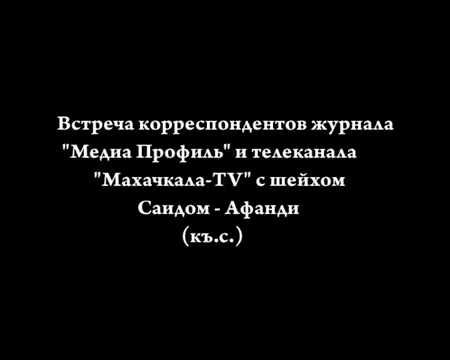 Встреча корреспондентов журнала
"Медиа Профиль" и телеканала
"Махачкала-TV" с шейхом
Саидом - Афанди
(къ.с.)